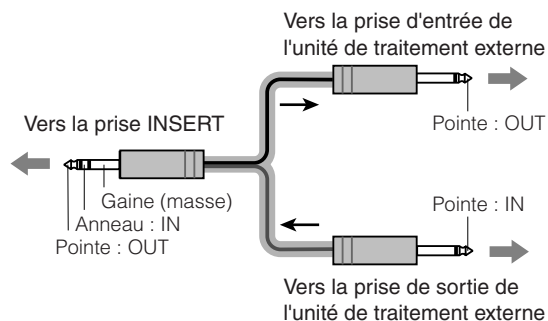 Vers la prise d'entrée de
l'unité de traitement externe
Pointe : OUT
Vers la prise INSERT
Gaine (masse)
Anneau : IN
Pointe : OUT
Pointe : IN
Vers la prise de sortie de
l'unité de traitement externe